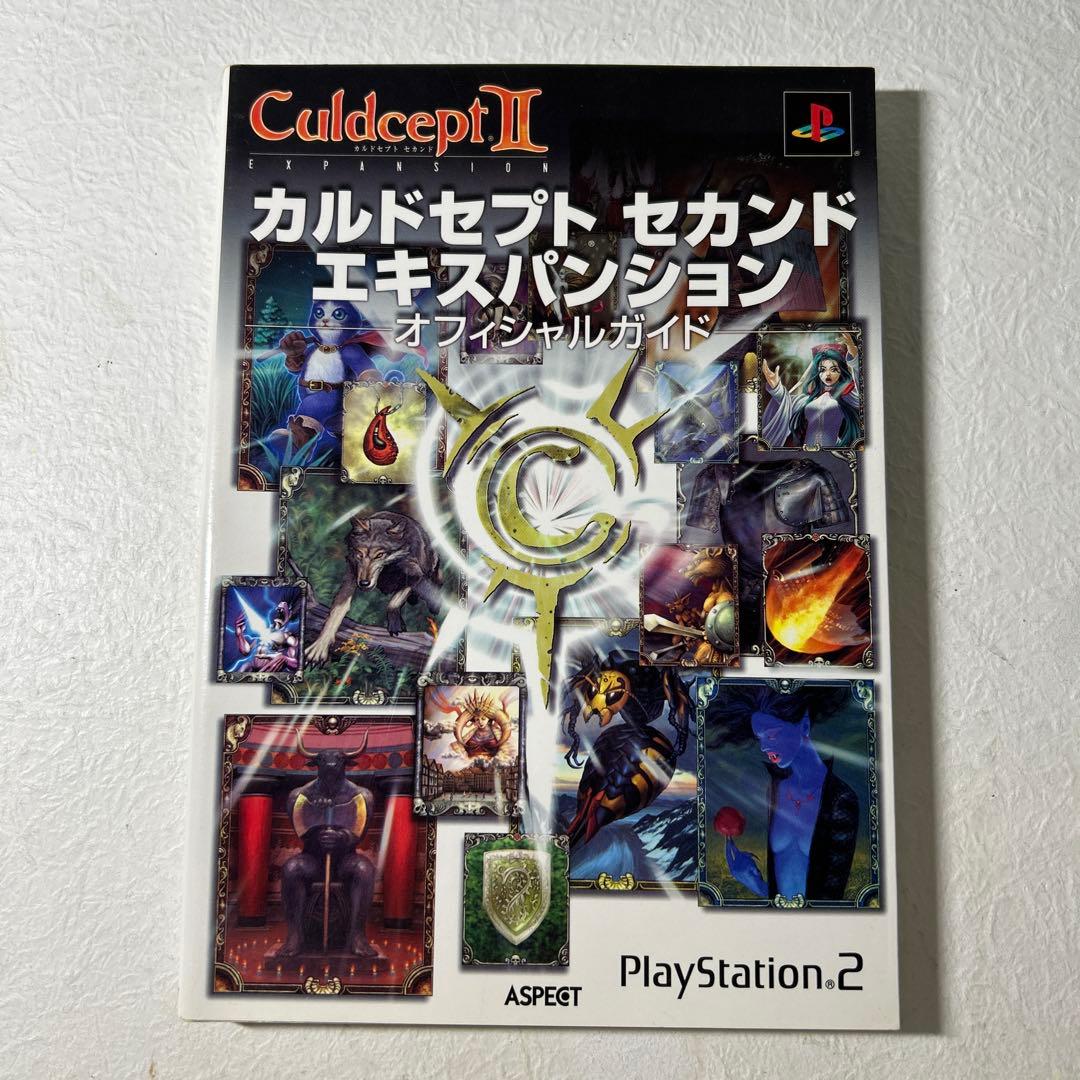 Culdcept® II
カルドセプト セカンド
EXPANSION
カルドセプト セカンド
エキスパンション®
オフィシャルガイド
ASPECT
PlayStation®2